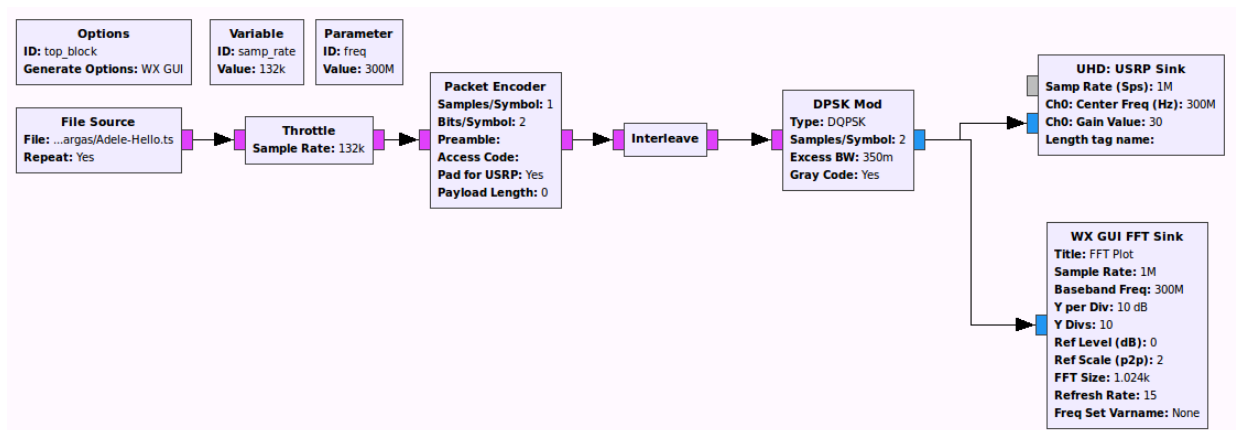 Options
ID: top_block
Generate Options: WX GUI
Variable
ID: samp_rate
Value: 132k
Parameter
ID: freq
Value: 300M
File Source
File: ...argas/Adele-Hello.ts
Repeat: Yes
Throttle
Sample Rate: 132k
Packet Encoder
Samples/Symbol: 1
Bits/Symbol: 2
Preamble:
Access Code:
Pad for USRP: Yes
Payload Length: 0
Interleave
DPSK Mod
Type: DQPSK
Samples/Symbol: 2
Excess BW: 350m
Gray Code: Yes
UHD: USRP Sink
Samp Rate (Sps): 1M
Ch0: Center Freq (Hz): 300M
Ch0: Gain Value: 30
Length tag name:
WX GUI FFT Sink
Title: FFT Plot
Sample Rate: 1M
Baseband Freq: 300M
Y per Div: 10 dB
Y Divs: 10
Ref Level (dB): 0
Ref Scale (p2p): 2
FFT Size: 1.024k
Refresh Rate: 15
Freq Set Varname: None